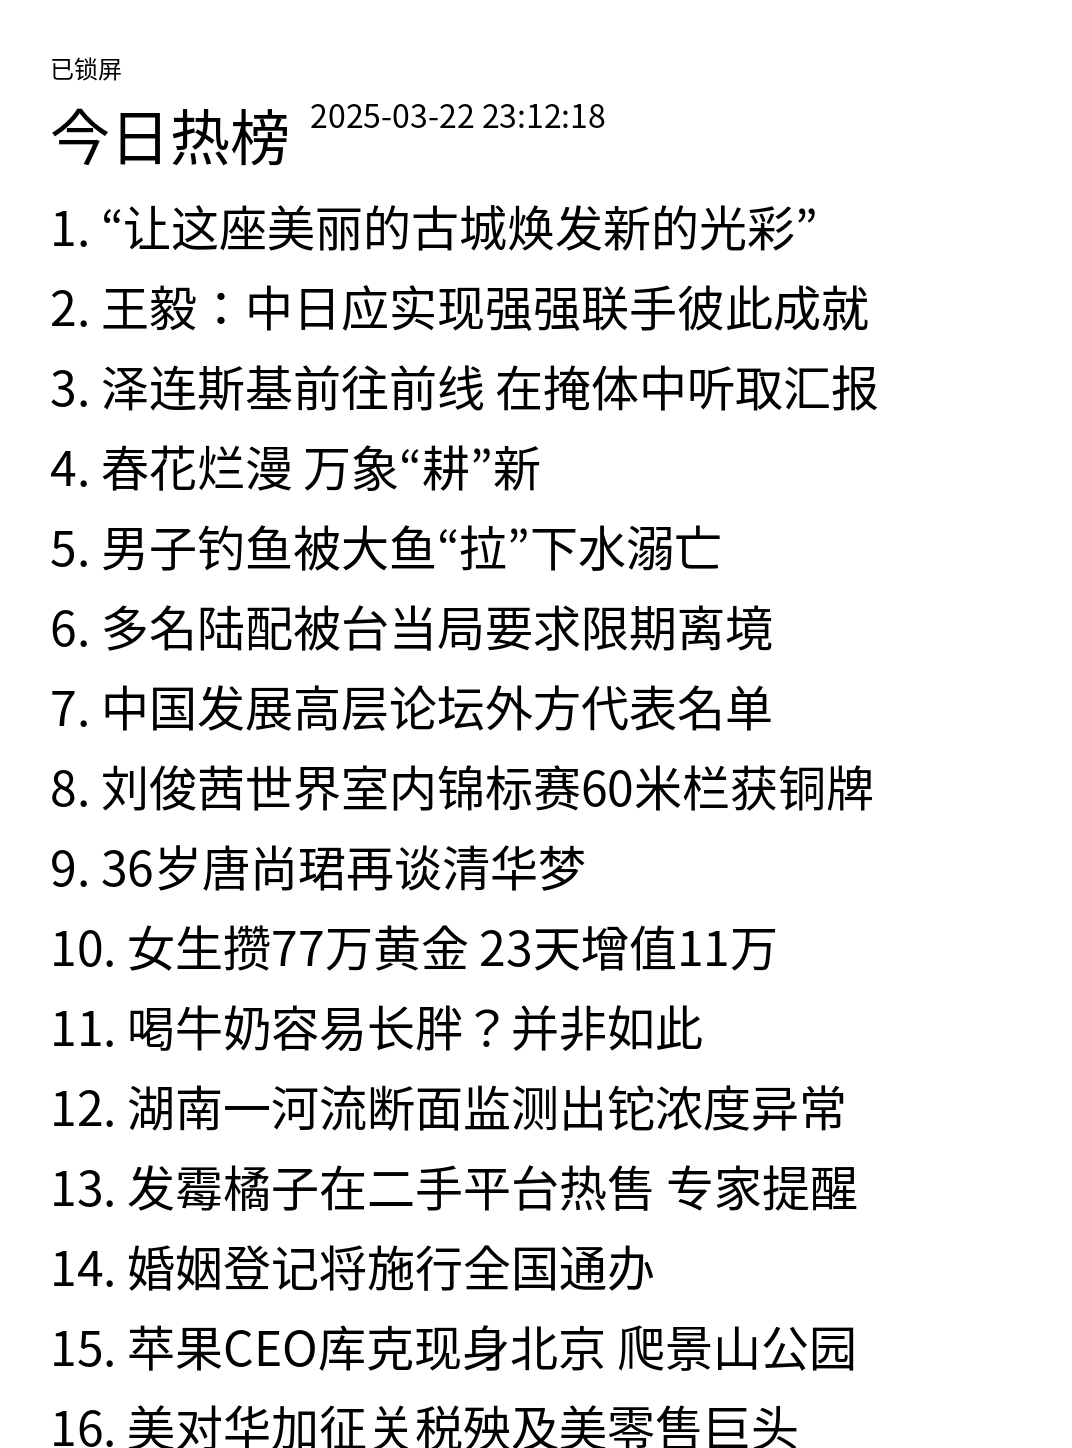 已锁屏
今日热榜 2025-03-22 23:12:18
1. “让这座美丽的古城焕发新的光彩”
2. 王毅：中日应实现强强联手彼此成就
3. 泽连斯基前往前线 在掩体中听取汇报
4. 春花烂漫 万象“耕”新
5. 男子钓鱼被大鱼“拉”下水溺亡
6. 多名陆配被台当局要求限期离境
7. 中国发展高层论坛外方代表名单
8. 刘俊茜世界室内锦标赛60米栏获铜牌
9. 36岁唐尚珺再谈清华梦
10. 女生攒77万黄金 23天增值11万
11. 喝牛奶容易长胖？并非如此
12. 湖南一河流断面监测出铊浓度异常
13. 发霉橘子在二手平台热售 专家提醒
14. 婚姻登记将施行全国通办
15. 苹果CEO库克现身北京 爬景山公园
16. 美对华加征关税殃及美零售巨头